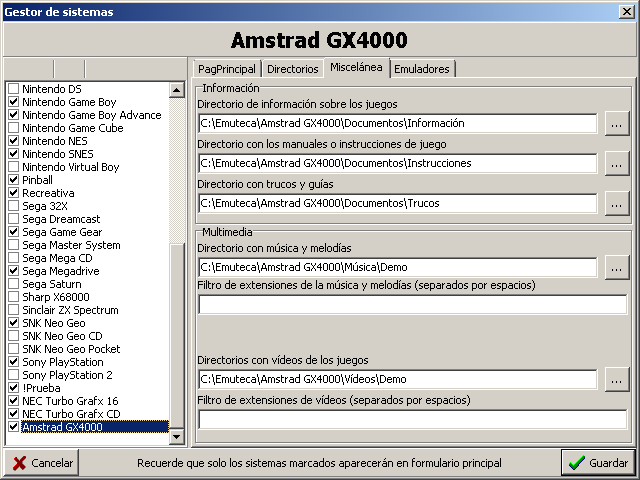 Gestor de sistemas
Amstrad GX4000
Nintendo DS
Nintendo Game Boy
Nintendo Game Boy Advance
Nintendo Game Cube
Nintendo NES
Nintendo SNES
Nintendo Virtual Boy
Pinball
Recreativa
Sega 32X
Sega Dreamcast
Sega Game Gear
Sega Master System
Sega Mega CD
Sega Megadrive
Sega Saturn
Sharp X68000
Sinclair ZX Spectrum
SNK Neo Geo
SNK Neo Geo CD
SNK Neo Geo Pocket
Sony PlayStation
Sony PlayStation 2
!Prueba
NEC Turbo Grafx 16
NEC Turbo Grafx CD
Amstrad GX4000
PagPrincipal Directorios Miscelánea Emuladores
Información
Directorio de información sobre los juegos
C:\Emuteca\Amstrad GX4000\Documentos\Información ...
Directorio con los manuales o instrucciones de juego
C:\Emuteca\Amstrad GX4000\Documentos\Instrucciones ...
Directorio con trucos y guías
C:\Emuteca\Amstrad GX4000\Documentos\Trucos ...
Multimedia
Directorio con música y melodías
C:\Emuteca\Amstrad GX4000\Música\Demo ...
Filtro de extensiones de la música y melodías (separados por espacios)
Directorios con vídeos de los juegos
C:\Emuteca\Amstrad GX4000\Vídeos\Demo ...
Filtro de extensiones de vídeos (separados por espacios)
Cancelar Recuerde que solo los sistemas marcados aparecerán en formulario principal Guardar